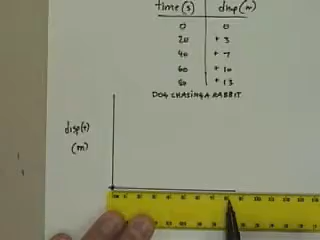 time (s) disp (m)
0 0
20 + 3
40 + 7
60 + 10
80 + 13
DOG CHASING A RABBIT
disp(t)
(m)